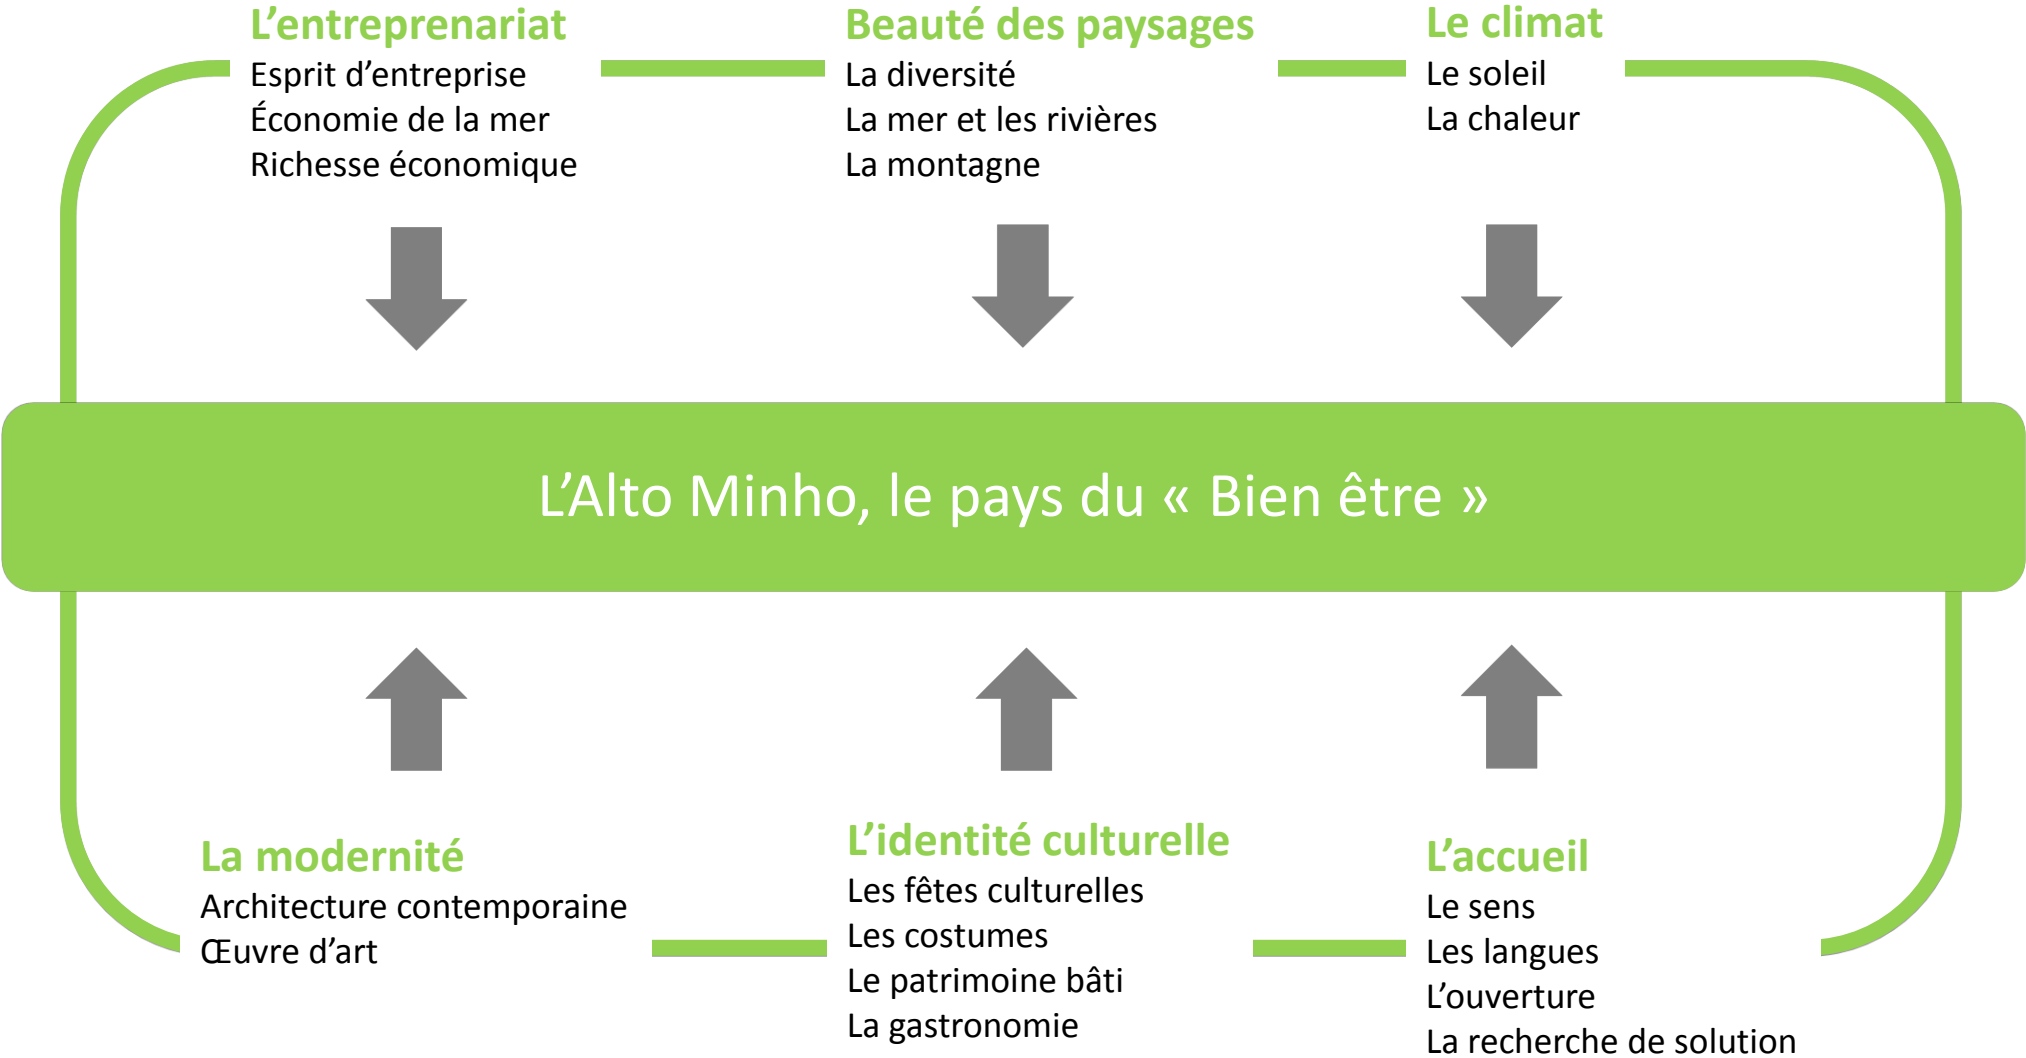 L’entreprenariat
Esprit d’entreprise
Économie de la mer
Richesse économique
Beauté des paysages
La diversité
La mer et les rivières
La montagne
Le climat
Le soleil
La chaleur
L’Alto Minho, le pays du « Bien être »
La modernité
Architecture contemporaine
Œuvre d’art
L’identité culturelle
Les fêtes culturelles
Les costumes
Le patrimoine bâti
La gastronomie
L’accueil
Le sens
Les langues
L’ouverture
La recherche de solution